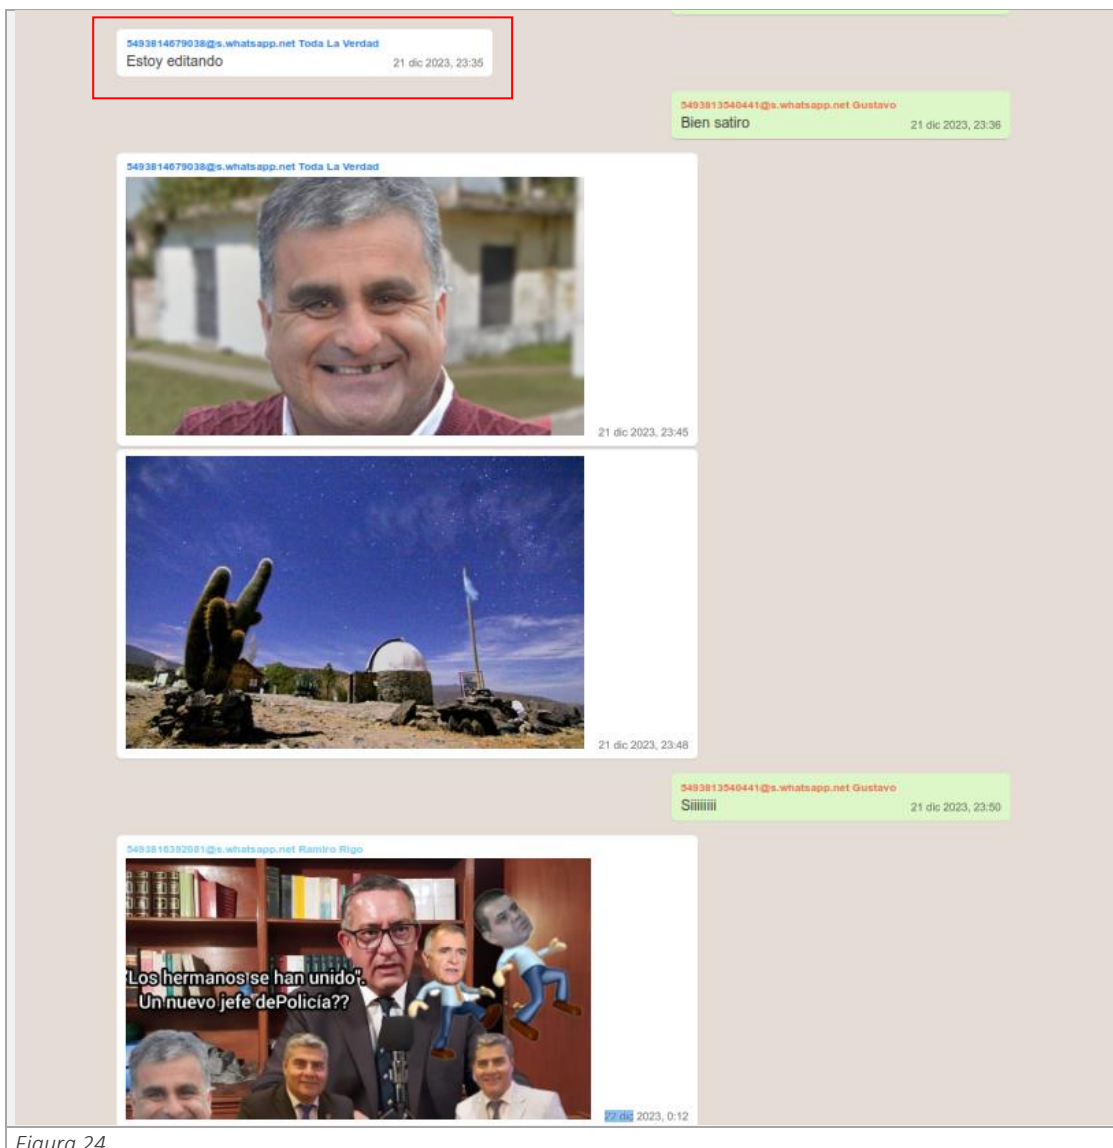 5493814679038@s.whatsapp.net Toda La Verdad
Estoy editando
21 dic 2023, 23:35
5493813540441@s.whatsapp.net Gustavo
Bien satiro
21 dic 2023, 23:36
5493814679038@s.whatsapp.net Toda La Verdad
21 dic 2023, 23:45
21 dic 2023, 23:48
5493813540441@s.whatsapp.net Gustavo
Siiiiiiii
21 dic 2023, 23:50
5493816392081@s.whatsapp.net Ramiro Rigo
"Los hermanos se han unido".
Un nuevo jefe dePolicía??
22 dic 2023, 0:12
Figura 24